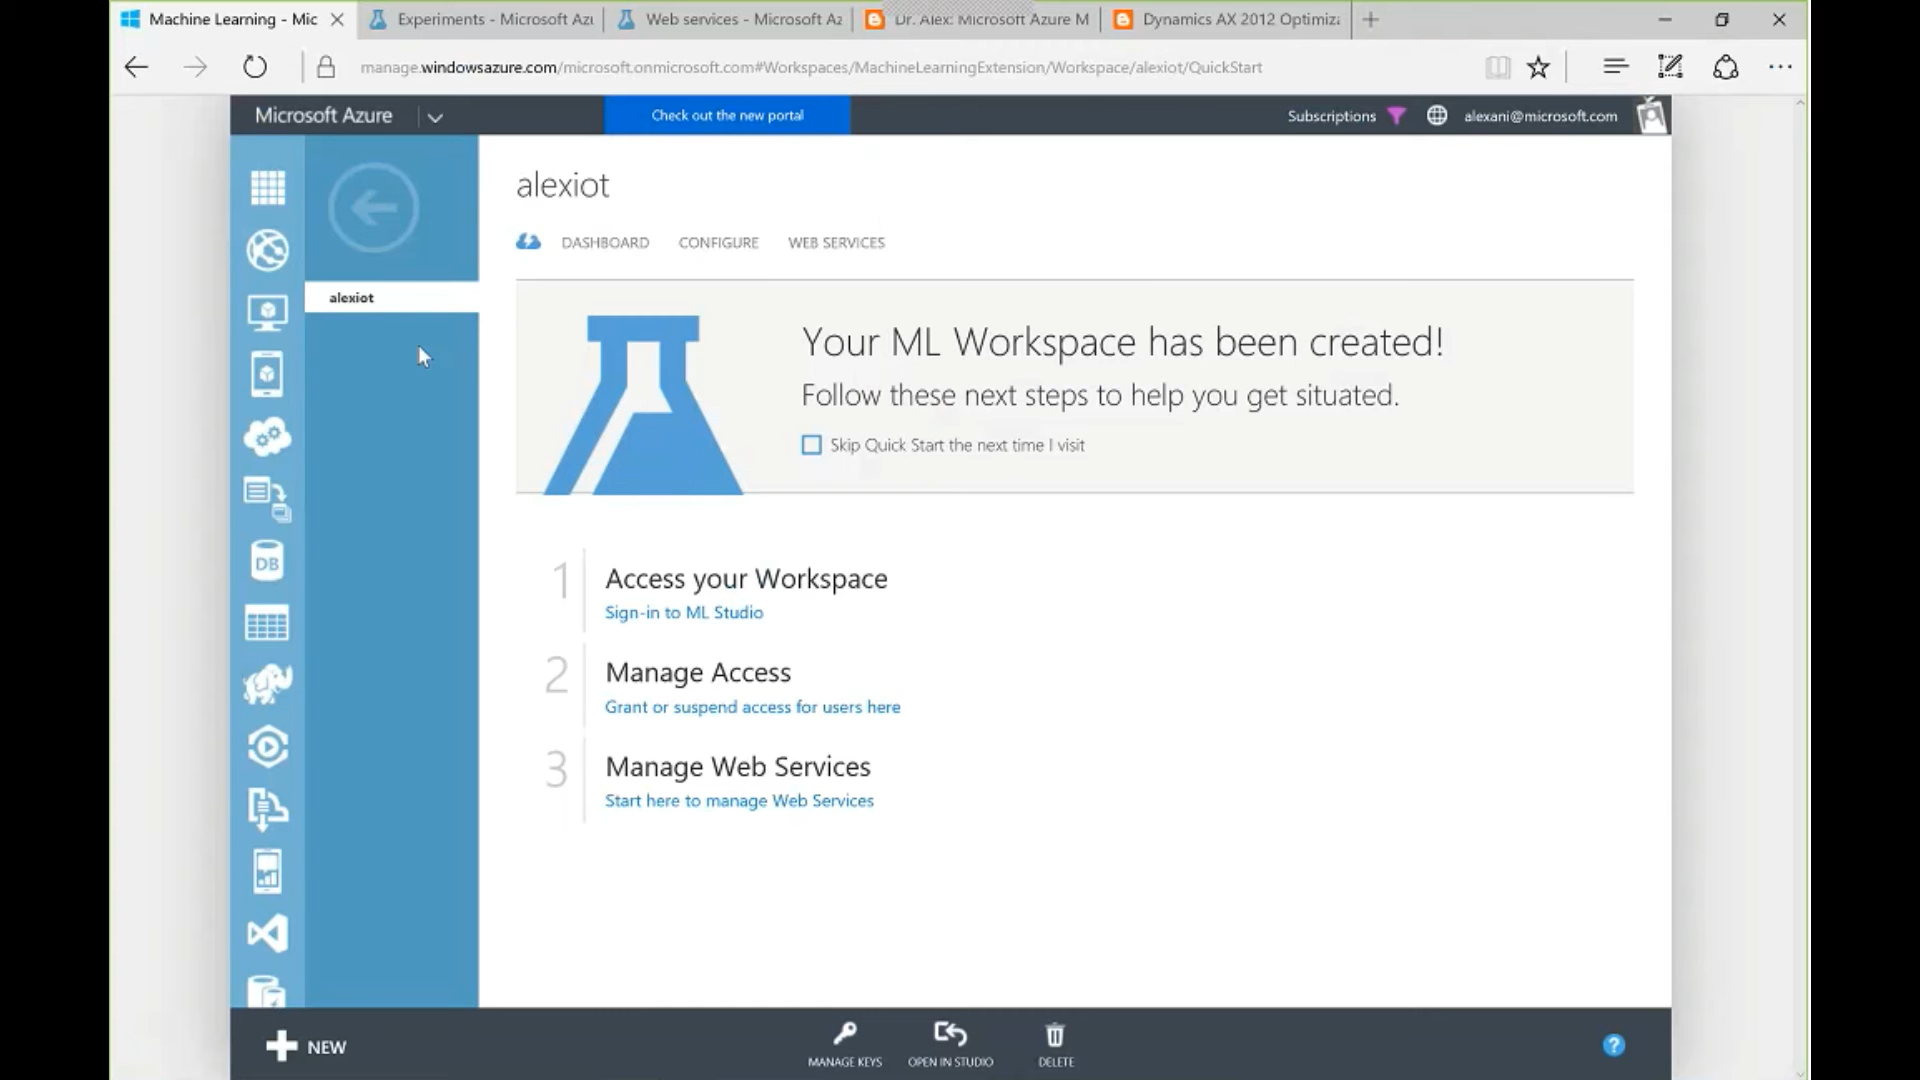 Machine Learning - Mic
Experiments - Microsoft Azu
Web services - Microsoft Az
Dr. Alex: Microsoft Azure M
Dynamics AX 2012 Optimiza
manage.windowsazure.com/microsoft.onmicrosoft.com#Workspaces/MachineLearningExtension/Workspace/alexiot/QuickStart
Microsoft Azure
Check out the new portal
Subscriptions
alexani@microsoft.com
alexiot
DASHBOARD
CONFIGURE
WEB SERVICES
alexiot
Your ML Workspace has been created!
Follow these next steps to help you get situated.
Skip Quick Start the next time I visit
1
Access your Workspace
Sign-in to ML Studio
2
Manage Access
Grant or suspend access for users here
3
Manage Web Services
Start here to manage Web Services
DB
NEW
MANAGE KEYS
OPEN IN STUDIO
DELETE
?